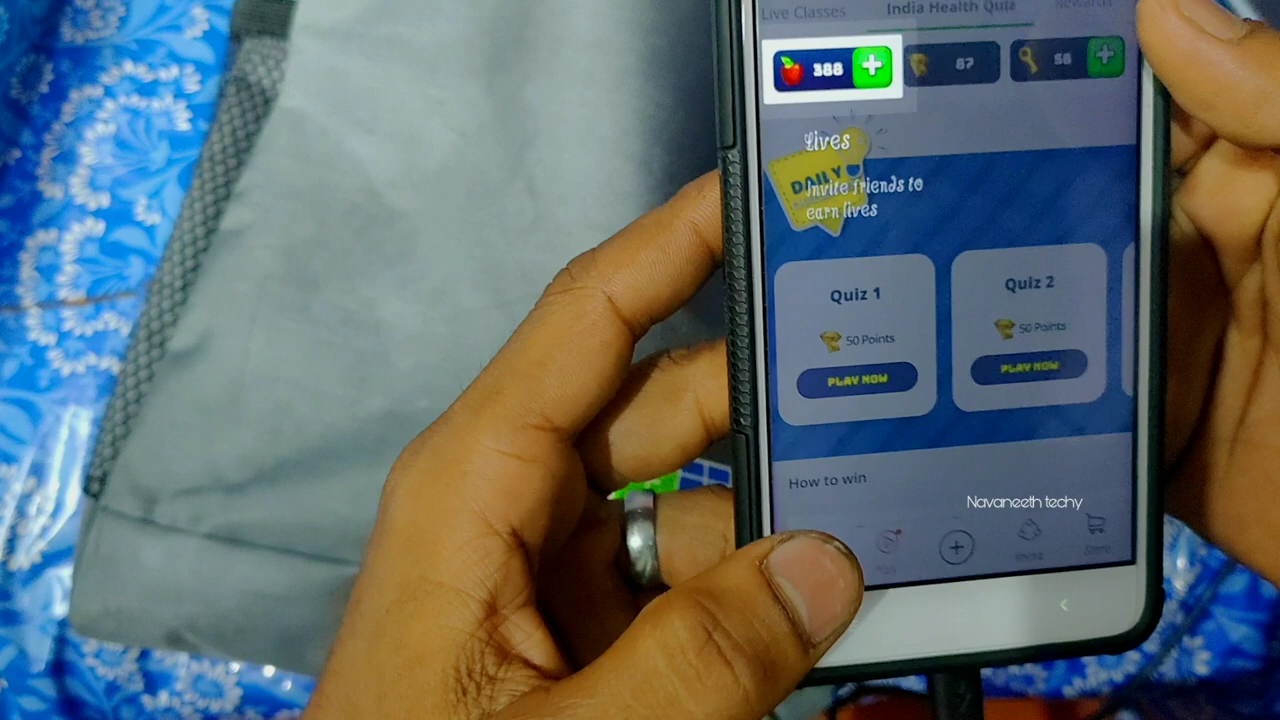 Live Classes India Health Quiz Rewards
388 87 58
Lives
DAILY
Invite friends to
earn lives
Quiz 1 Quiz 2
50 Points 50 Points
PLAY NOW PLAY NOW
How to win
Navaneeth techy